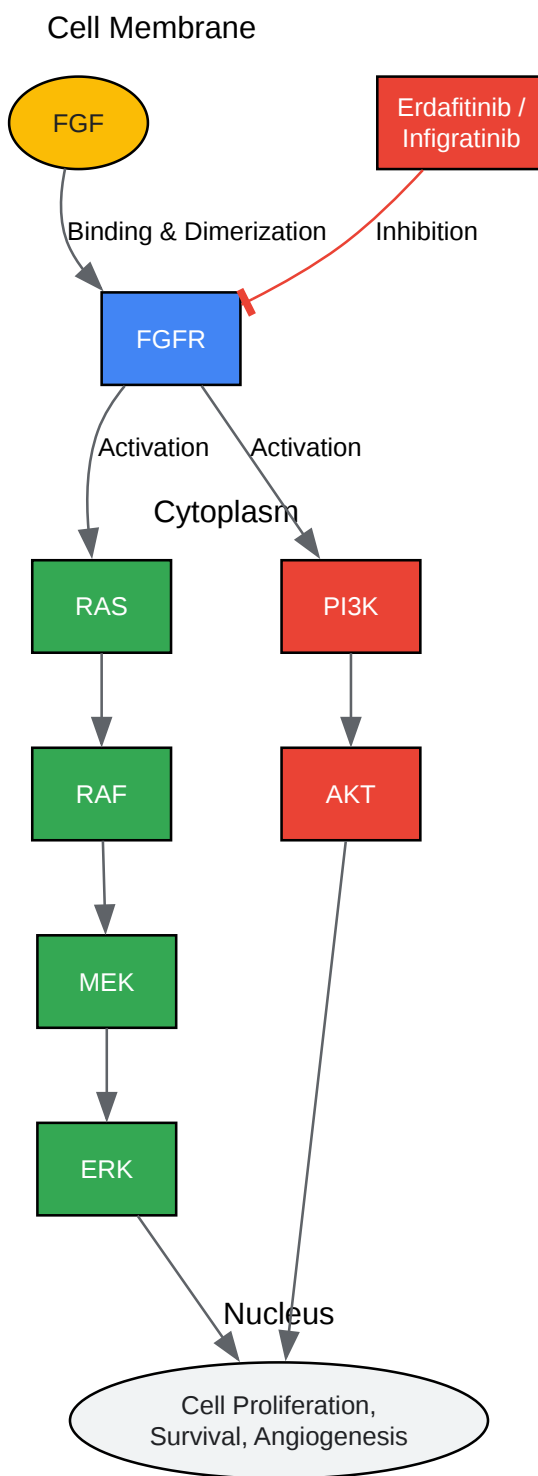 Cell Membrane
FGF
Erdafitinib /
Infigratinib
Binding & Dimerization
Inhibition
FGFR
Activation
Activation
Cytoplasm
RAS
PI3K
RAF
AKT
MEK
ERK
Nucleus
Cell Proliferation,
Survival, Angiogenesis